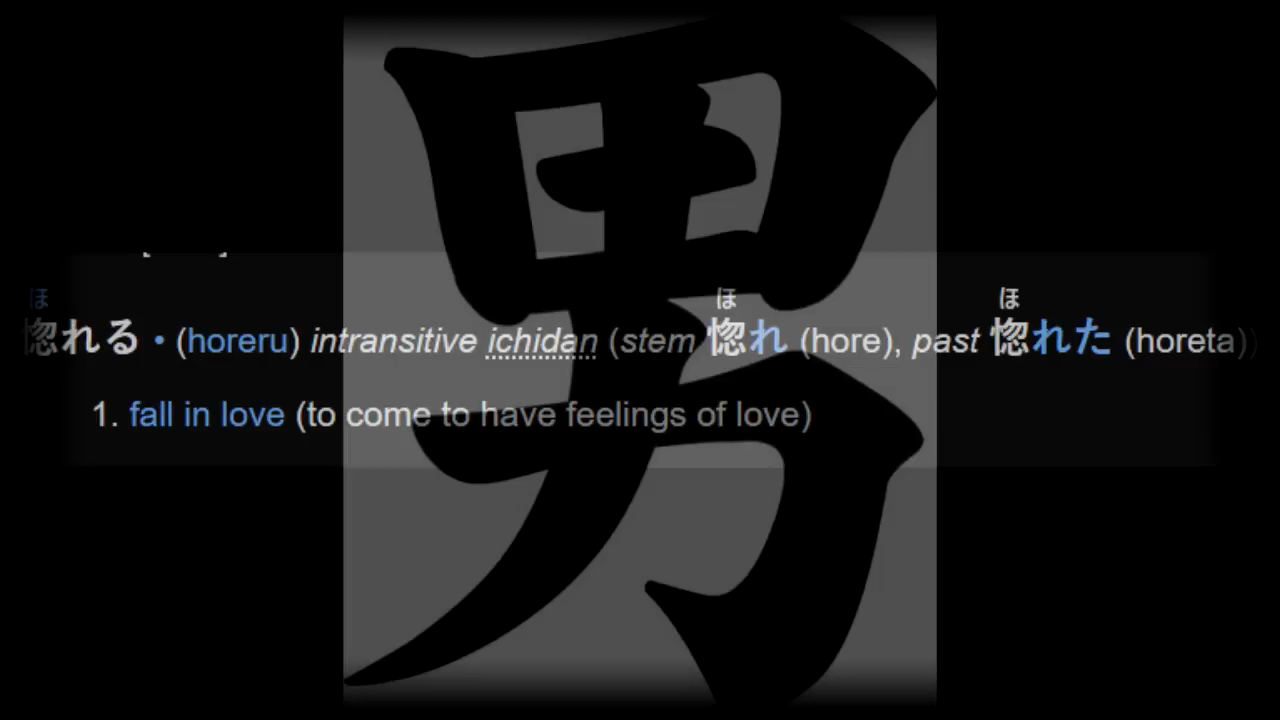 男
ほ ほ ほ
惚れる • (horeru) intransitive ichidan (stem 惚れ (hore), past 惚れた (horeta))
1. fall in love (to come to have feelings of love)